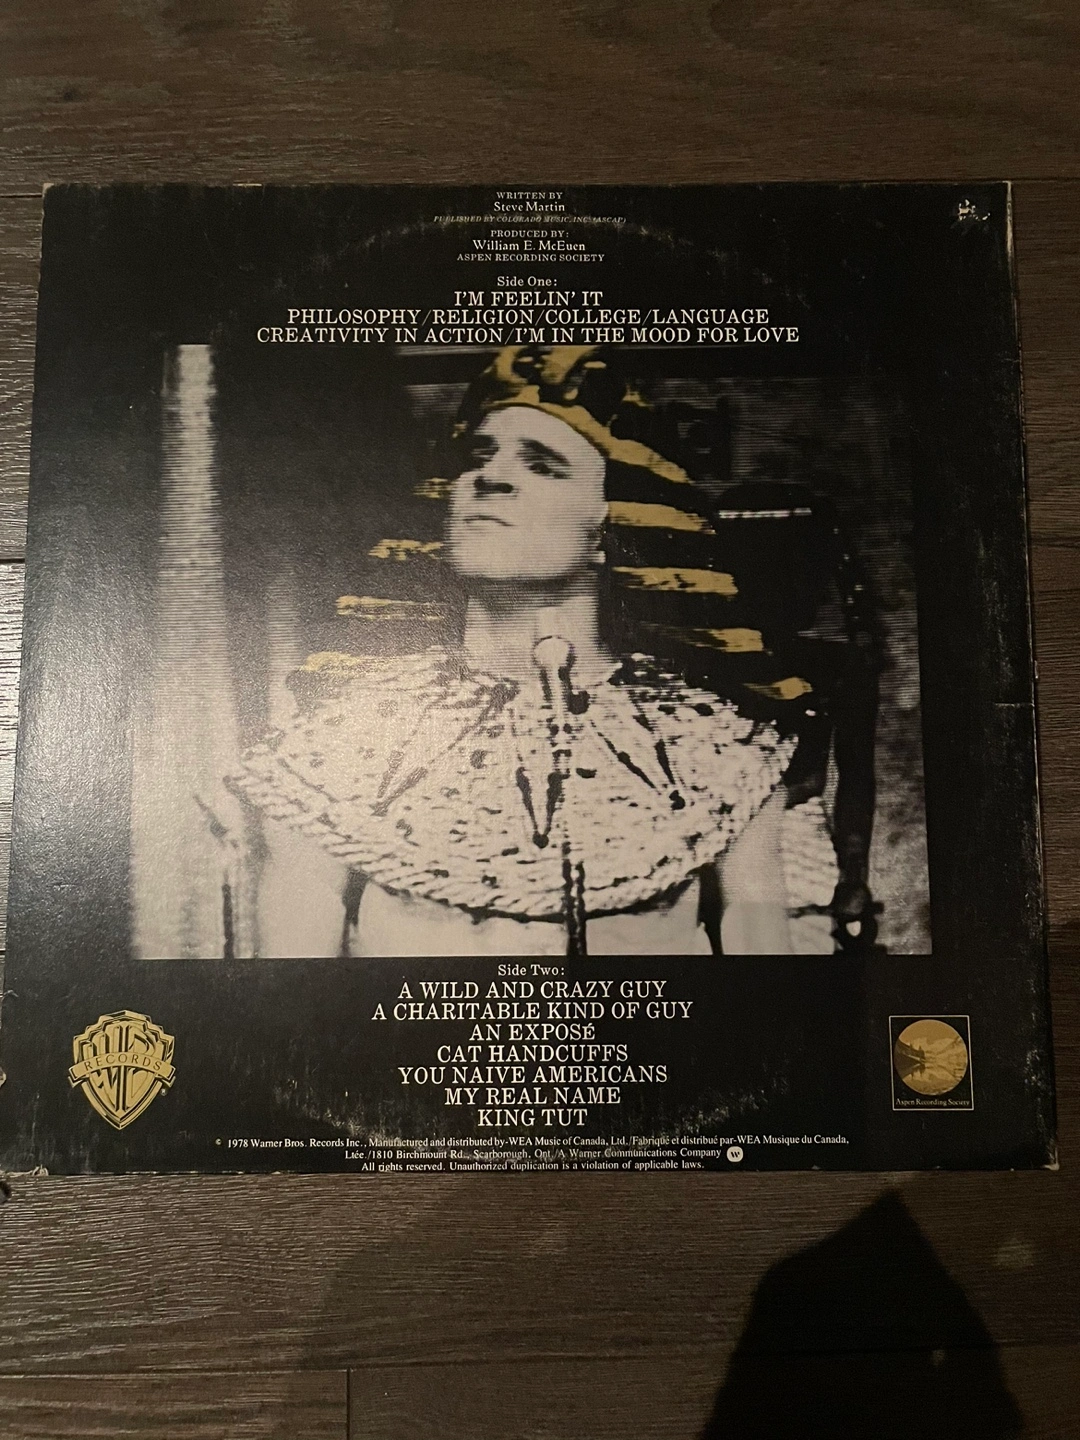 WRITTEN BY
Steve Martin
PUBLISHED BY COLORADO MUSIC, INC. (ASCAP)
PRODUCED BY:
William E. McEuen
ASPEN RECORDING SOCIETY
Side One:
I'M FEELIN' IT
PHILOSOPHY/RELIGION/COLLEGE/LANGUAGE
CREATIVITY IN ACTION/I'M IN THE MOOD FOR LOVE
Side Two:
A WILD AND CRAZY GUY
A CHARITABLE KIND OF GUY
AN EXPOSÉ
CAT HANDCUFFS
YOU NAIVE AMERICANS
MY REAL NAME
KING TUT
WB
RECORDS
Aspen Recording Society
© 1978 Warner Bros. Records Inc., Manufactured and distributed by-WEA Music of Canada, Ltd./Fabriqué et distribué par-WEA Musique du Canada,
Ltée./1810 Birchmount Rd., Scarborough, Ont./A Warner Communications Company W
All rights reserved. Unauthorized duplication is a violation of applicable laws.